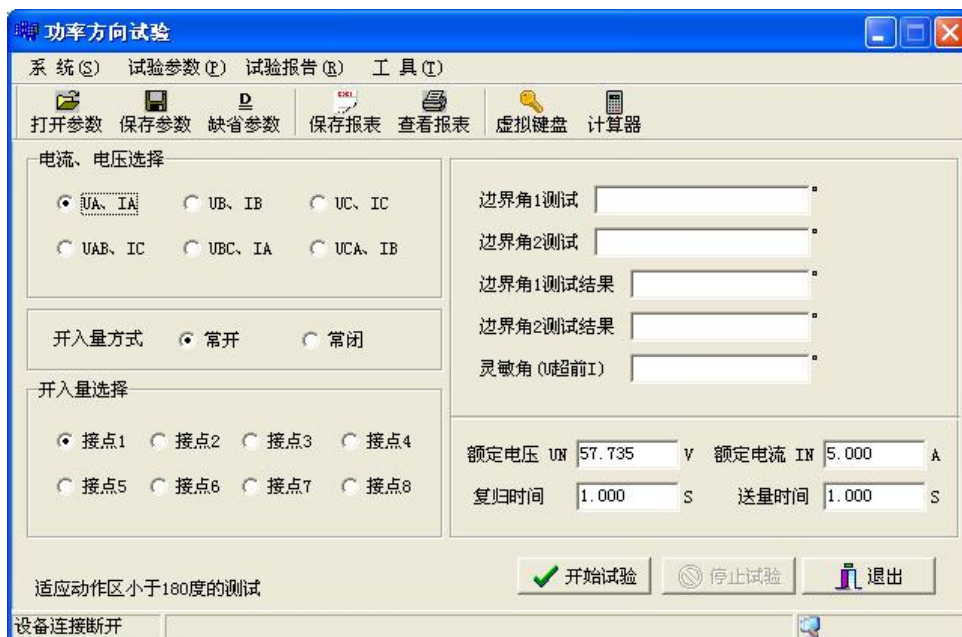 功率方向试验
系 统(S) 试验参数(P) 试验报告(R) 工 具(T)
打开参数 保存参数 缺省参数 保存报表 查看报表 虚拟键盘 计算器
电流、电压选择
UA、IA UB、IB UC、IC
UAB、IC UBC、IA UCA、IB
开入量方式 常开 常闭
开入量选择
接点1 接点2 接点3 接点4
接点5 接点6 接点7 接点8
边界角1测试 °
边界角2测试 °
边界角1测试结果 °
边界角2测试结果 °
灵敏角(U超前I) °
额定电压 UN 57.735 V 额定电流 IN 5.000 A
复归时间 1.000 S 送量时间 1.000 S
适应动作区小于180度的测试
开始试验 停止试验 退出
设备连接断开